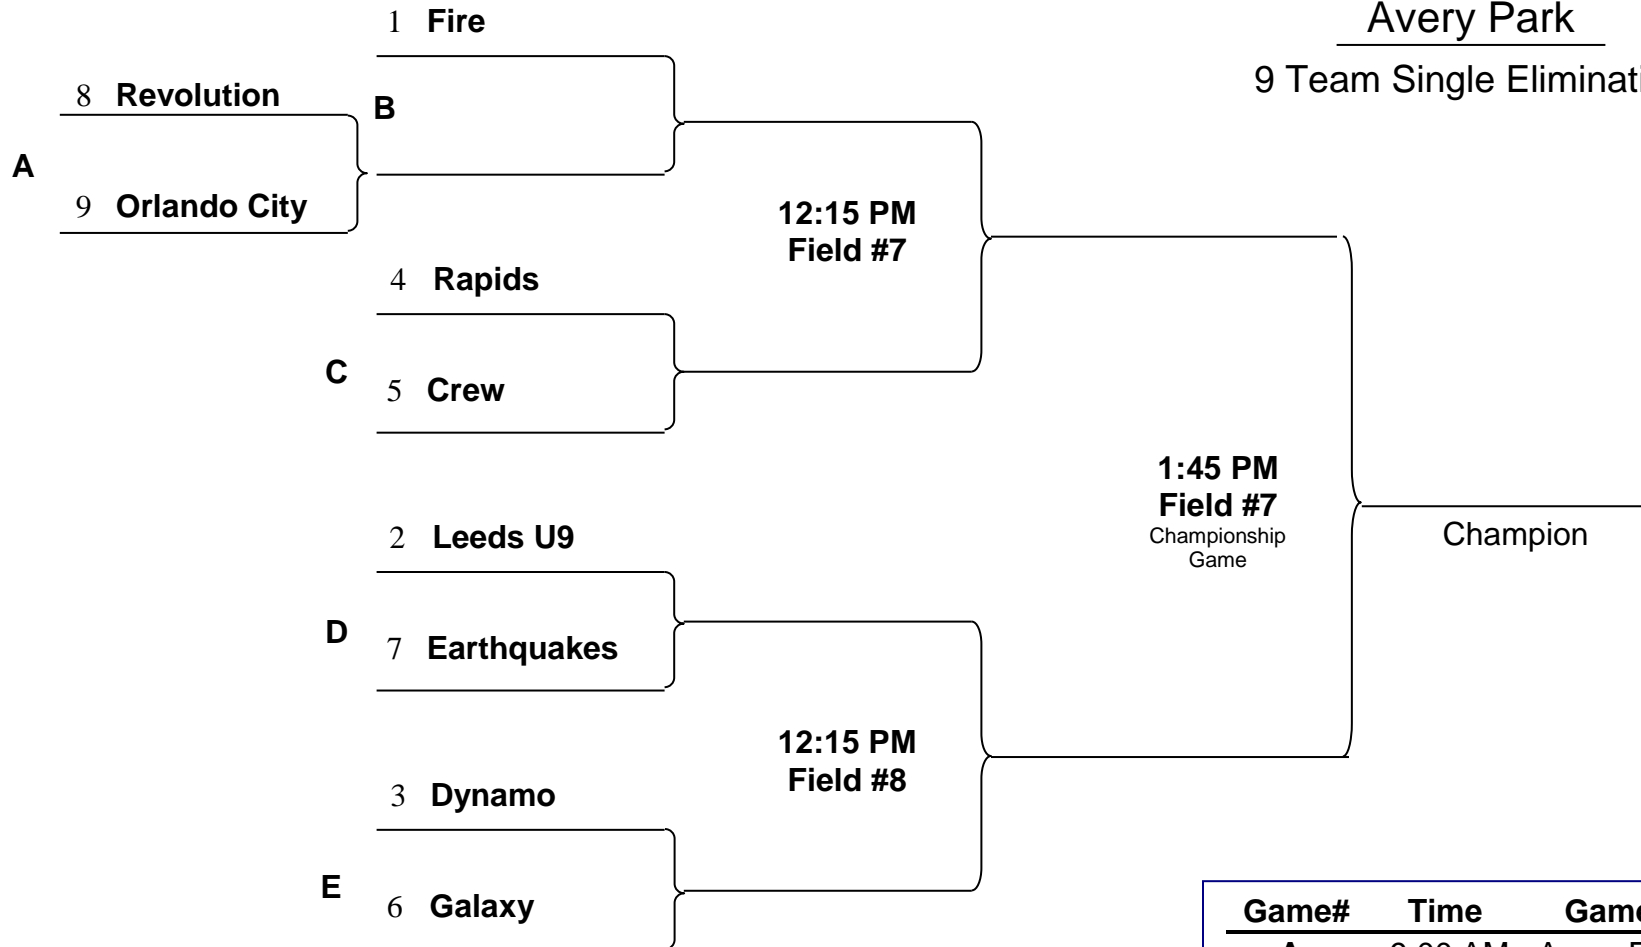 Avery Park
9 Team Single
1 Fire
8 Revolution
B
A
9 Orlando City
12:15 PM
Field #7
4 Rapids
C
5 Crew
1:45 PM
Field #7
Championship
Game
2 Leeds U9
Champion
D
7 Earthquakes
12:15 PM
Field #8
3 Dynamo
E
6 Galaxy
Game# Time